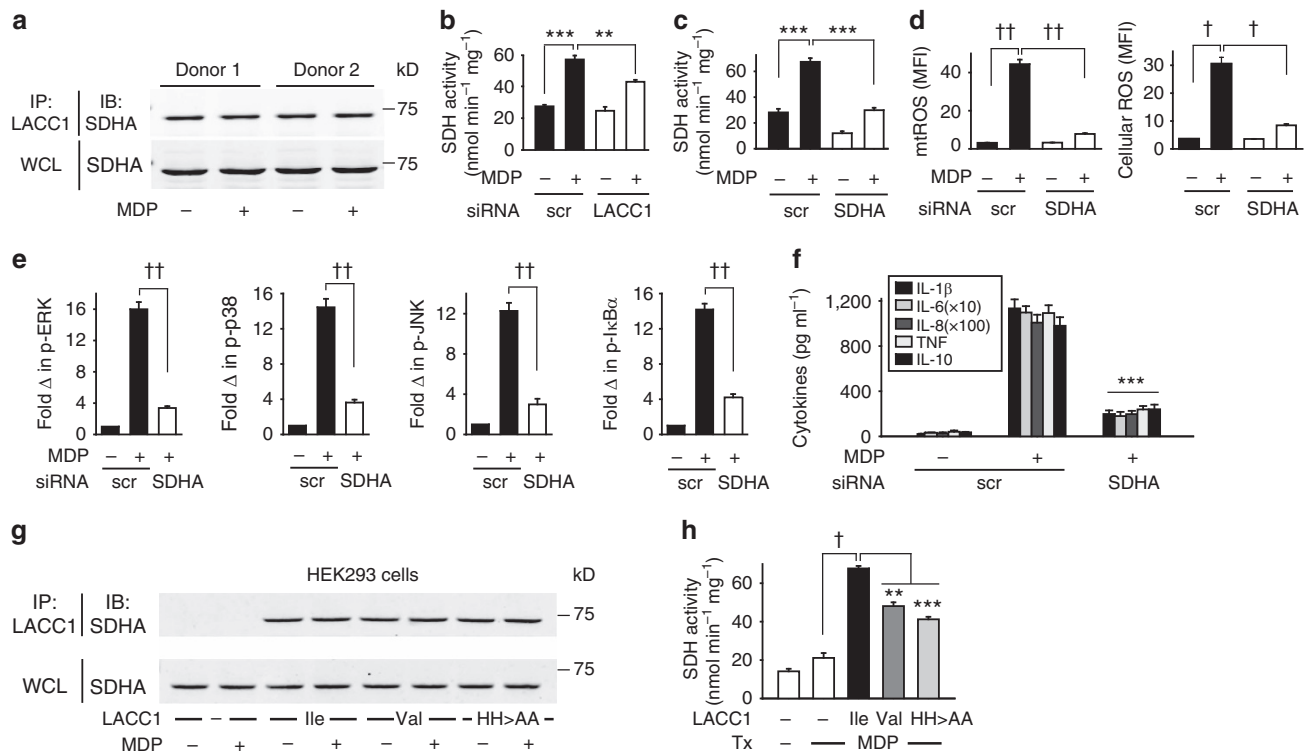 a
Donor 1 Donor 2 kD
IP: IB:
LACC1 SDHA
75
WCL SDHA
75
MDP – + – +
b
SDH activity
(nmol min⁻¹ mg⁻¹)
*** **
60
40
20
0
MDP – + – +
siRNA scr LACC1
c
SDH activity
(nmol min⁻¹ mg⁻¹)
*** ***
60
40
20
0
MDP – + – +
siRNA scr SDHA
d
mtROS (MFI)
†† ††
40
20
0
MDP – + – +
siRNA scr SDHA
Cellular ROS (MFI)
† †
30
20
10
0
– + – +
scr SDHA
e
Fold Δ in p-ERK
††
16
12
8
4
0
MDP – + +
siRNA scr SDHA
Fold Δ in p-p38
††
16
12
8
4
0
– + +
scr SDHA
Fold Δ in p-JNK
††
12
8
4
0
– + +
scr SDHA
Fold Δ in p-IκBα
††
16
12
8
4
0
– + +
scr SDHA
f
IL-1β
IL-6(×10)
IL-8(×100)
TNF
IL-10
Cytokines (pg ml⁻¹)
1,200
800
400
0
***
MDP – + +
siRNA scr SDHA
g
HEK293 cells kD
IP: IB:
LACC1 SDHA
75
WCL SDHA
75
LACC1 – Ile Val HH>AA
MDP – + – + – + – +
h
SDH activity
(nmol min⁻¹ mg⁻¹)
†
** ***
60
40
20
0
LACC1 – – Ile Val HH>AA
Tx – MDP